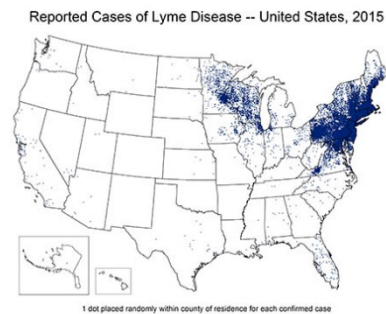 Reported Cases of Lyme Disease -- United States, 2015
1 dot placed randomly within county of residence for each confirmed case